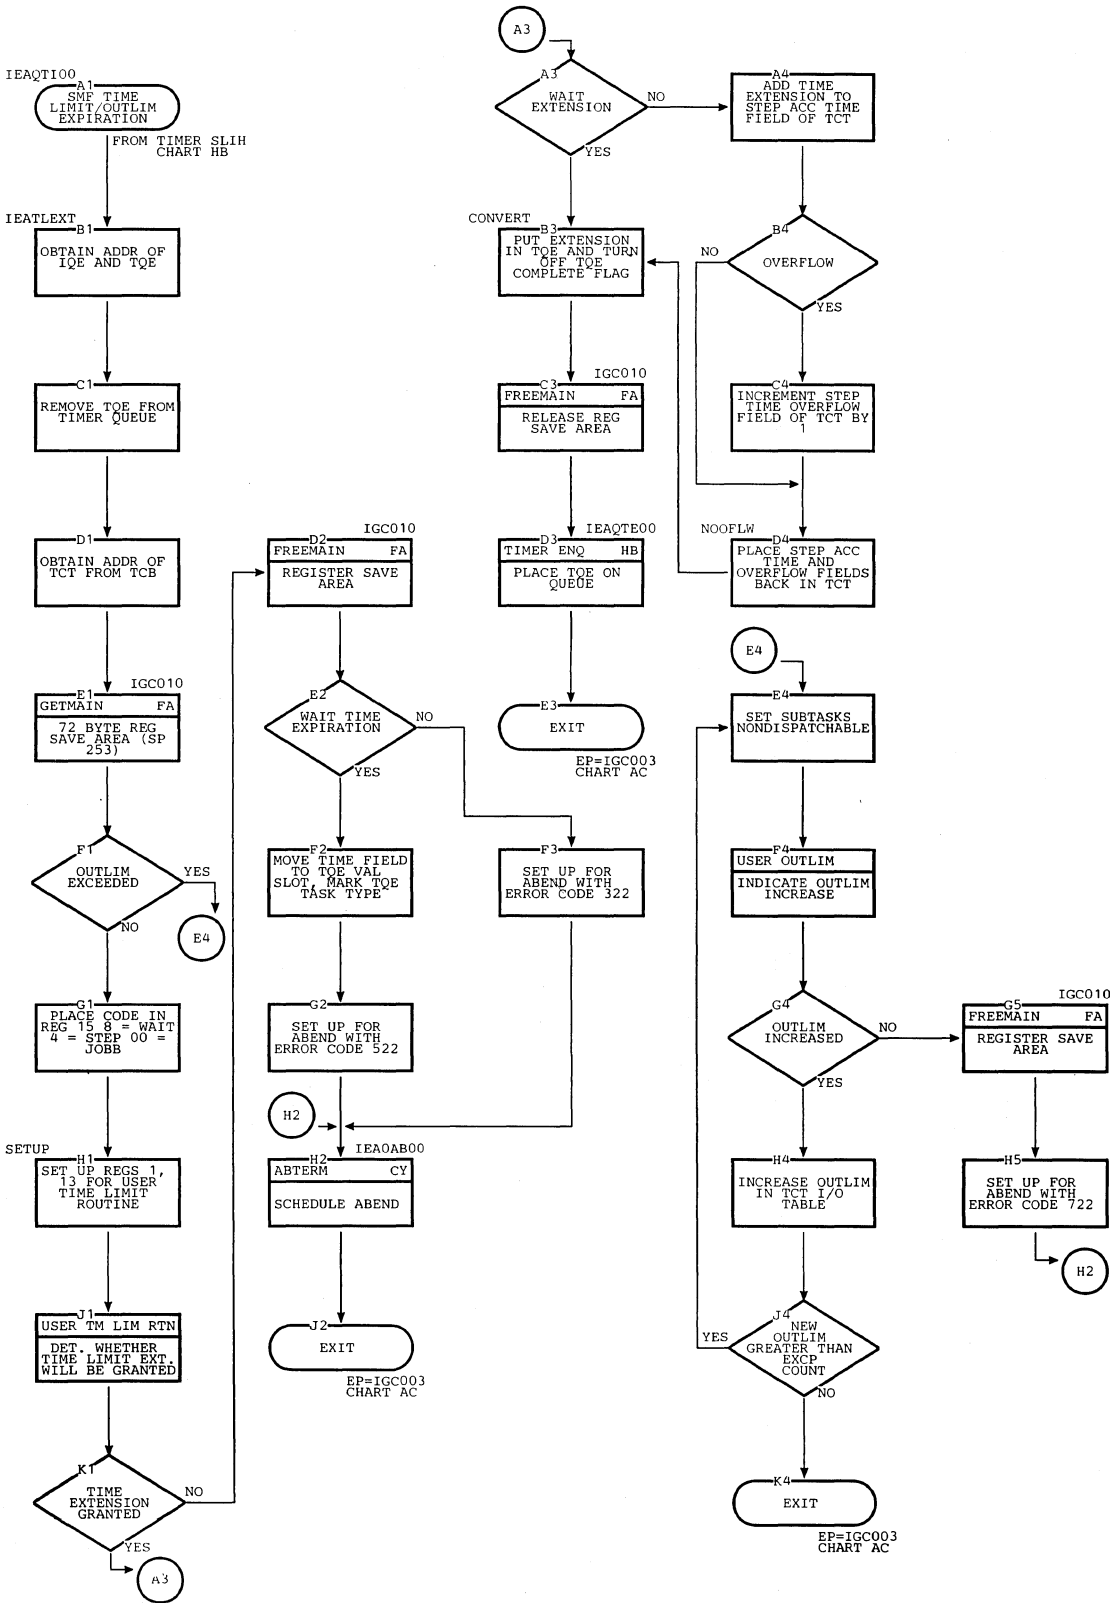 IEAQTI00
A1
SMF TIME
LIMIT/OUTLIM
EXPIRATION
FROM TIMER SLIH
CHART HB
IEATLEXT
B1
OBTAIN ADDR OF
IQE AND TQE
C1
REMOVE TQE FROM
TIMER QUEUE
D1
OBTAIN ADDR OF
TCT FROM TCB
IGC010
E1
GETMAIN FA
72 BYTE REG
SAVE AREA (SP
253)
F1
OUTLIM
EXCEEDED
YES
NO
E4
G1
PLACE CODE IN
REG 15 8 = WAIT
4 = STEP 00 =
JOBB
SETUP
H1
SET UP REGS 1,
13 FOR USER
TIME LIMIT
ROUTINE
J1
USER TM LIM RTN
DET. WHETHER
TIME LIMIT EXT.
WILL BE GRANTED
K1
TIME
EXTENSION
GRANTED
NO
YES
A3
IGC010
D2
FREEMAIN FA
REGISTER SAVE
AREA
E2
WAIT TIME
EXPIRATION
NO
YES
F2
MOVE TIME FIELD
TO TQE VAL
SLOT, MARK TQE
TASK TYPE
G2
SET UP FOR
ABEND WITH
ERROR CODE 522
H2
IEA0AB00
H2
ABTERM CY
SCHEDULE ABEND
J2
EXIT
EP=IGC003
CHART AC
A3
A3
WAIT
EXTENSION
NO
YES
CONVERT
B3
PUT EXTENSION
IN TQE AND TURN
OFF TQE
COMPLETE FLAG
IGC010
C3
FREEMAIN FA
RELEASE REG
SAVE AREA
IEAQTE00
D3
TIMER ENQ HB
PLACE TQE ON
QUEUE
E3
EXIT
EP=IGC003
CHART AC
F3
SET UP FOR
ABEND WITH
ERROR CODE 322
A4
ADD TIME
EXTENSION TO
STEP ACC TIME
FIELD OF TCT
B4
OVERFLOW
NO
YES
C4
INCREMENT STEP
TIME OVERFLOW
FIELD OF TCT BY
1
NOOFLW
D4
PLACE STEP ACC
TIME AND
OVERFLOW FIELDS
BACK IN TCT
E4
E4
SET SUBTASKS
NONDISPATCHABLE
F4
USER OUTLIM
INDICATE OUTLIM
INCREASE
G4
OUTLIM
INCREASED
NO
YES
H4
INCREASE OUTLIM
IN TCT I/O
TABLE
J4
NEW
OUTLIM
GREATER THAN
EXCP
COUNT
YES
NO
K4
EXIT
EP=IGC003
CHART AC
IGC010
G5
FREEMAIN FA
REGISTER SAVE
AREA
H5
SET UP FOR
ABEND WITH
ERROR CODE 722
H2